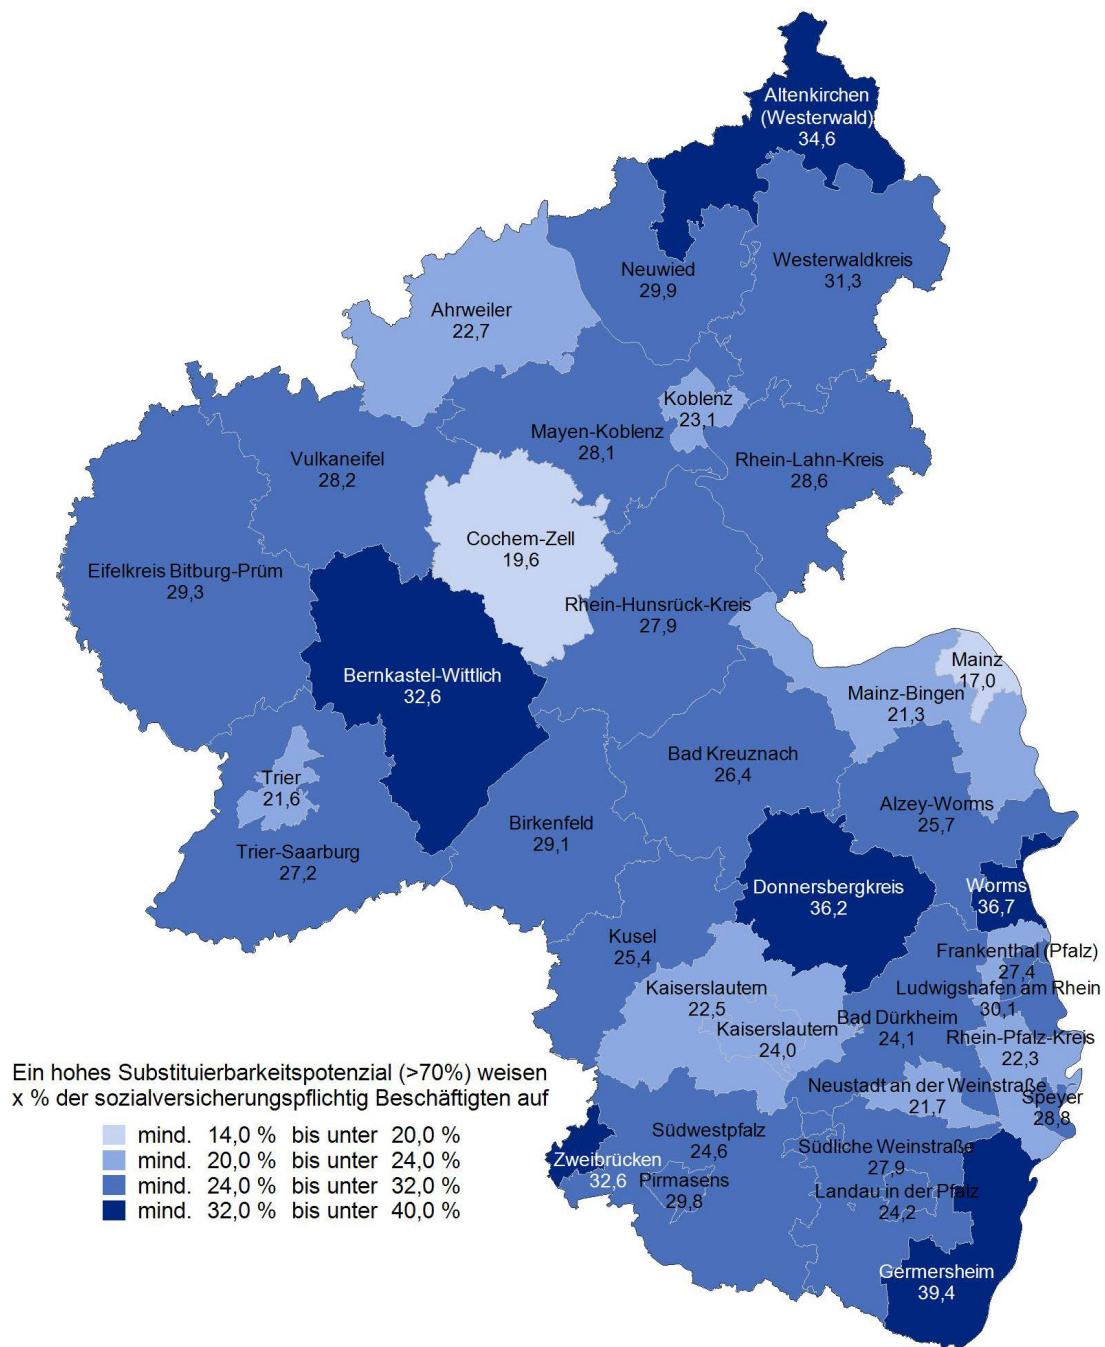 Altenkirchen
(Westerwald)
34,6
Westerwaldkreis
31,3
Neuwied
29,9
Ahrweiler
22,7
Koblenz
23,1
Mayen-Koblenz
28,1
Rhein-Lahn-Kreis
28,6
Vulkaneifel
28,2
Cochem-Zell
19,6
Eifelkreis Bitburg-Prüm
29,3
Rhein-Hunsrück-Kreis
27,9
Mainz
17,0
Bernkastel-Wittlich
32,6
Mainz-Bingen
21,3
Bad Kreuznach
26,4
Trier
21,6
Alzey-Worms
25,7
Birkenfeld
29,1
Trier-Saarburg
27,2
Donnersbergkreis
36,2
Worms
36,7
Kusel
25,4
Frankenthal (Pfalz)
27,4
Kaiserslautern
22,5
Ludwigshafen am Rhein
30,1
Kaiserslautern
24,0
Bad Dürkheim
24,1
Rhein-Pfalz-Kreis
22,3
Neustadt an der Weinstraße
21,7
Speyer
28,8
Südwestpfalz
24,6
Südliche Weinstraße
27,9
Zweibrücken
32,6
Pirmasens
29,8
Landau in der Pfalz
24,2
Germersheim
39,4
Ein hohes Substituierbarkeitspotenzial (>70%) weisen
x % der sozialversicherungspflichtig Beschäftigten auf
mind. 14,0 % bis unter 20,0 %
mind. 20,0 % bis unter 24,0 %
mind. 24,0 % bis unter 32,0 %
mind. 32,0 % bis unter 40,0 %